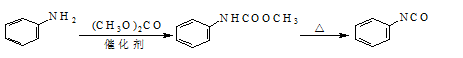 NH2
(CH3O)2CO
催化剂
NHCOOCH3
△
NCO